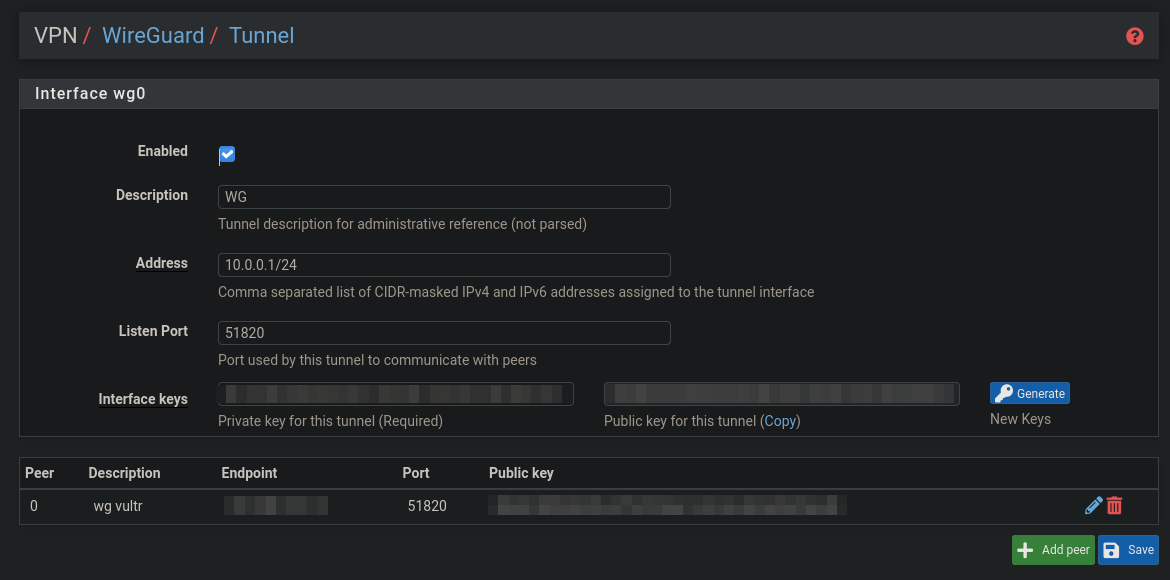 VPN / WireGuard / Tunnel
Interface wg0
Enabled
Description WG
Tunnel description for administrative reference (not parsed)
Address 10.0.0.1/24
Comma separated list of CIDR-masked IPv4 and IPv6 addresses assigned to the tunnel interface
Listen Port 51820
Port used by this tunnel to communicate with peers
Interface keys Generate
Private key for this tunnel (Required) Public key for this tunnel (Copy) New Keys
Peer Description Endpoint Port Public key
0 wg vultr 51820
Add peer Save